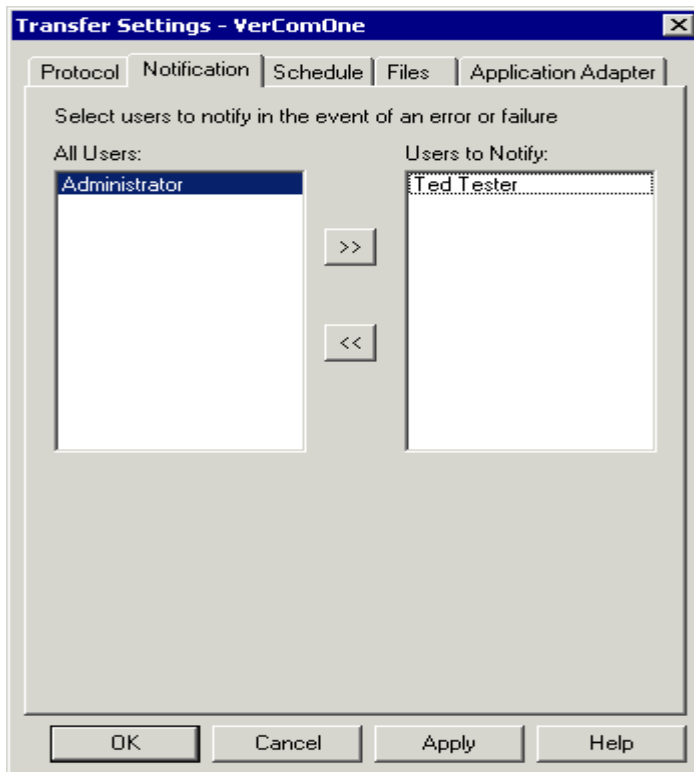 Transfer Settings - VerComOne
Protocol Notification Schedule Files Application Adapter
Select users to notify in the event of an error or failure
All Users: Users to Notify:
Administrator Ted Tester
>>
<<
OK Cancel Apply Help